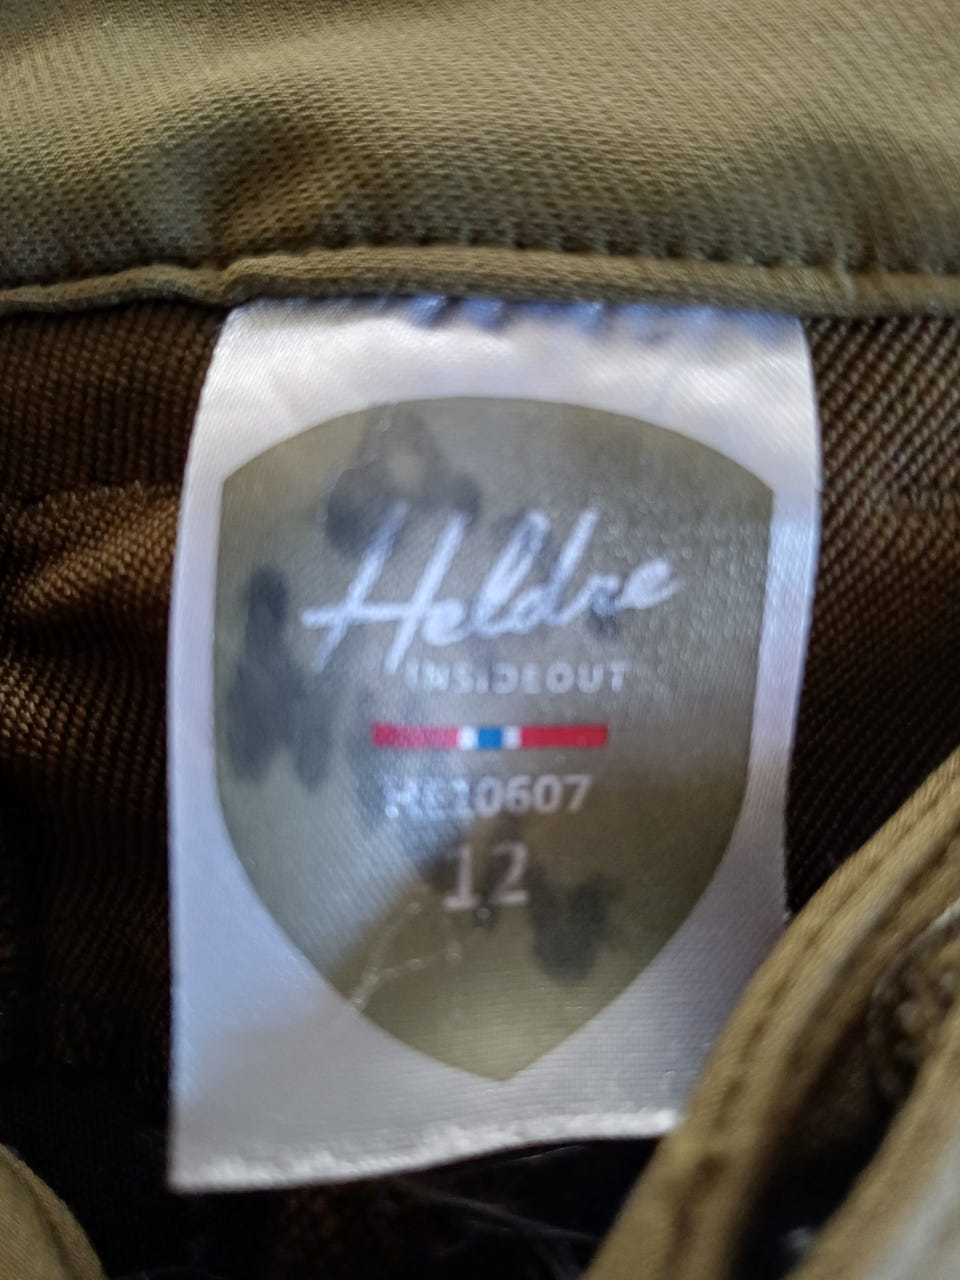 Heldre
INSIDEOUT
HE10607
12